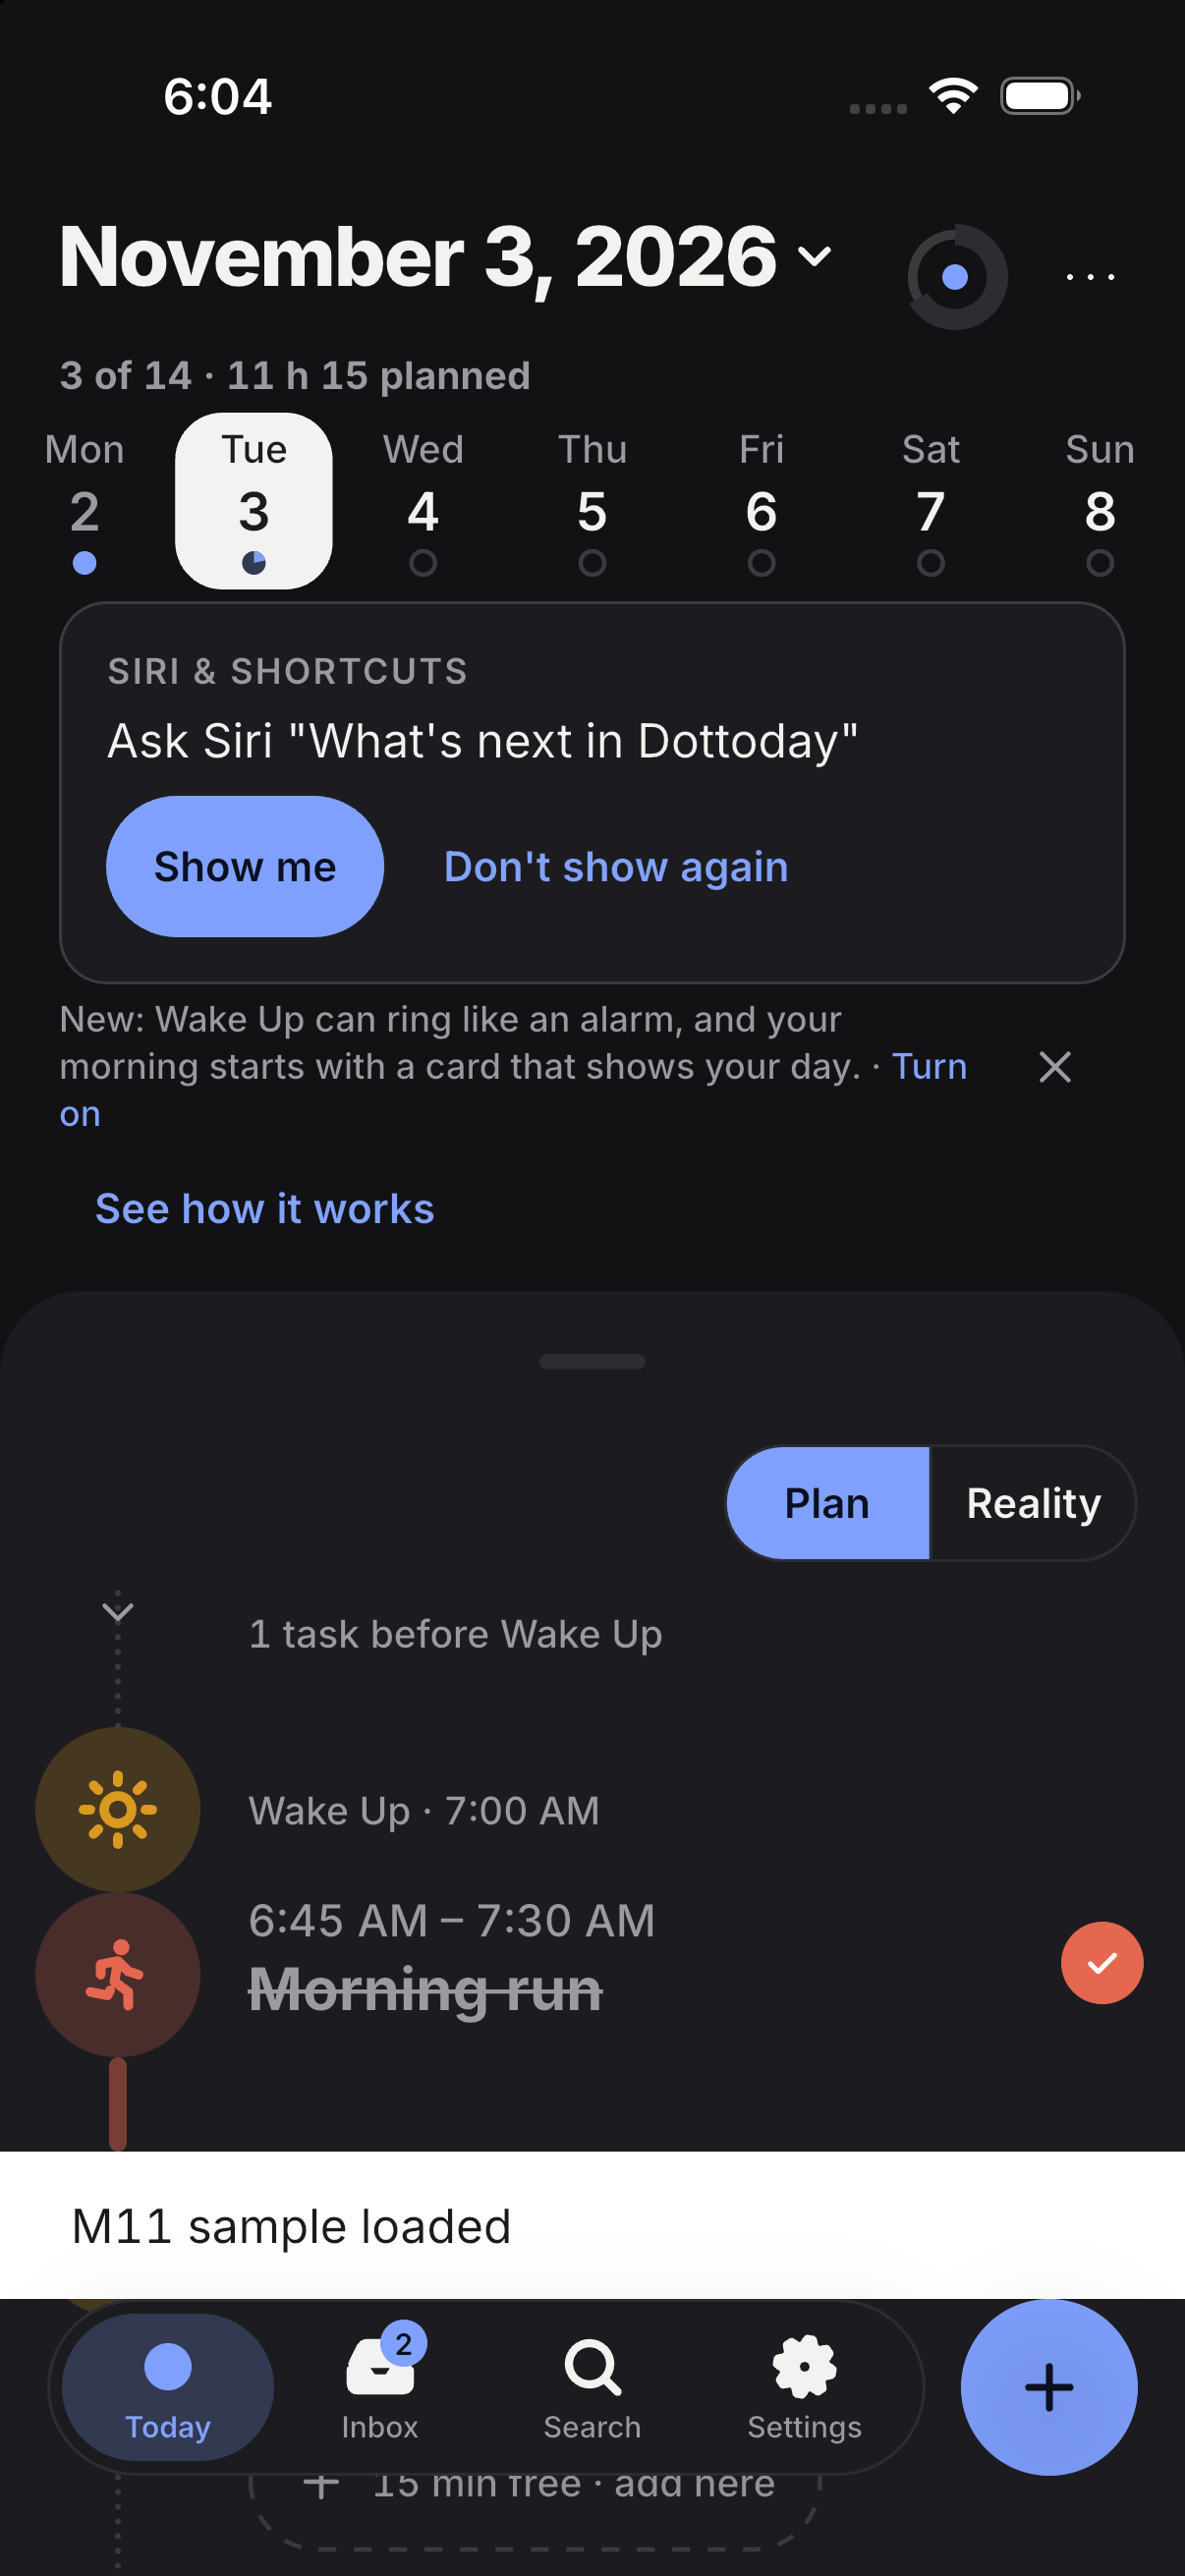 6:04
November 3, 2026
3 of 14 · 11 h 15 planned
Mon Tue Wed Thu Fri Sat Sun
2 3 4 5 6 7 8
SIRI & SHORTCUTS
Ask Siri "What's next in Dottoday"
Show me Don't show again
New: Wake Up can ring like an alarm, and your
morning starts with a card that shows your day. · Turn
on
See how it works
Plan Reality
1 task before Wake Up
Wake Up · 7:00 AM
6:45 AM – 7:30 AM
Morning run
M11 sample loaded
2
Today Inbox Search Settings
15 min free · add here